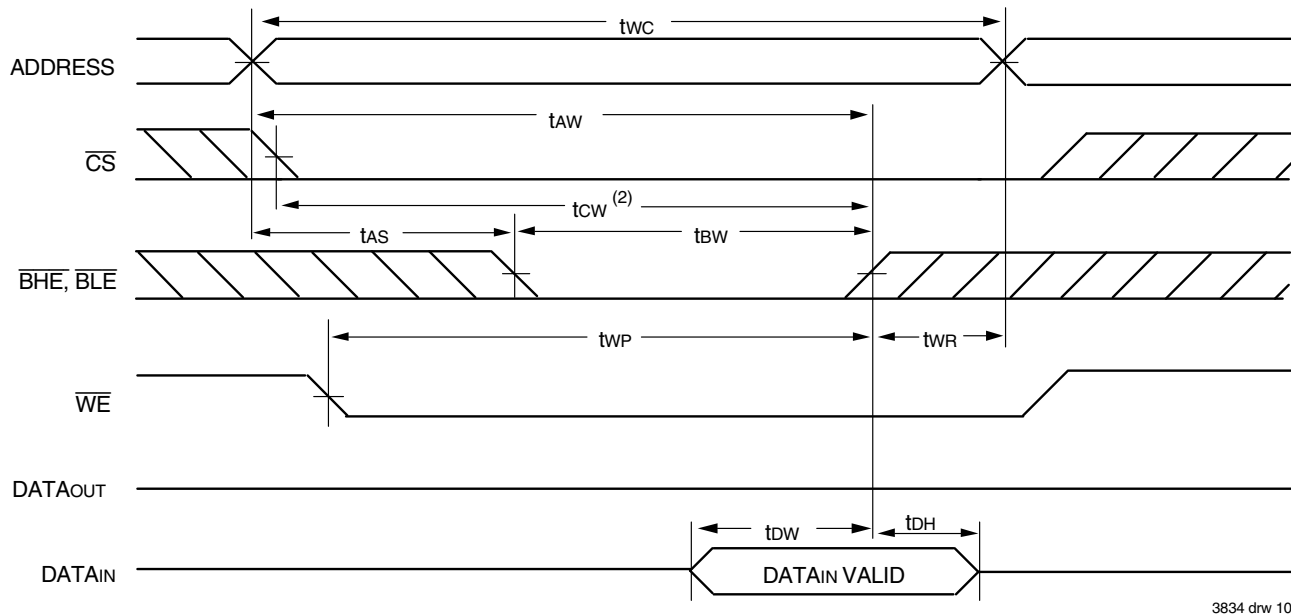 tWC
ADDRESS
tAW
CS
tCW (2)
tAS
tBW
BHE, BLE
tWP
tWR
WE
DATAOUT
tDW
tDH
DATAIN
DATAIN VALID
3834 drw 10